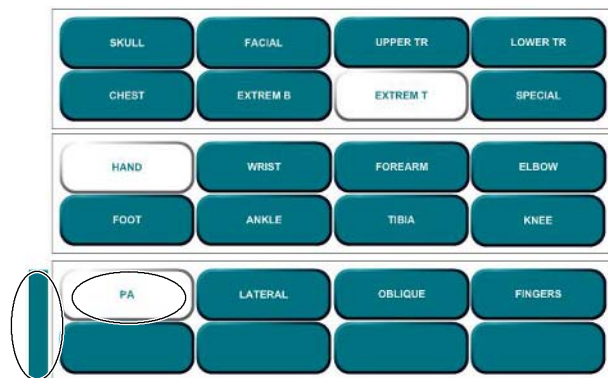 SKULL FACIAL UPPER TR LOWER TR
CHEST EXTREM B EXTREM T SPECIAL
HAND WRIST FOREARM ELBOW
FOOT ANKLE TIBIA KNEE
PA LATERAL OBLIQUE FINGERS